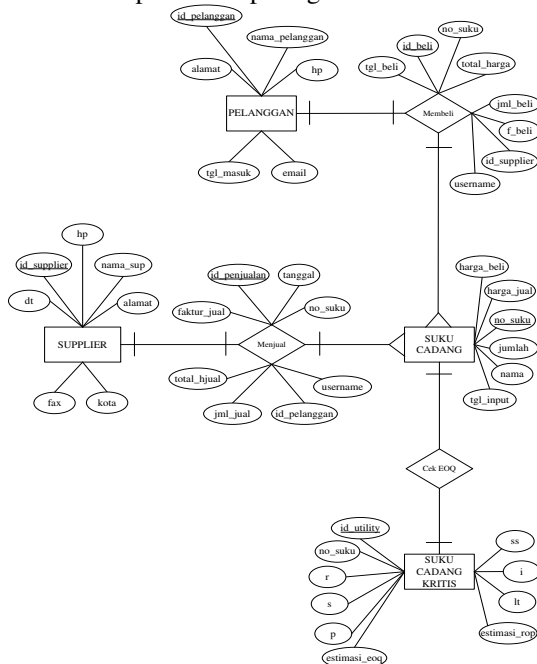 id_pelanggan
nama_pelanggan
alamat
hp
PELANGGAN
tgl_masuk
email
no_suku
id_beli
tgl_beli
total_harga
Membeli
jml_beli
f_beli
id_supplier
username
hp
id_supplier
nama_sup
dt
alamat
SUPPLIER
fax
kota
id_penjualan
tanggal
faktur_jual
no_suku
Menjual
total_hjual
username
jml_jual
id_pelanggan
harga_beli
harga_jual
no_suku
SUKU
CADANG
jumlah
nama
tgl_input
Cek EOQ
id_utility
no_suku
r
s
p
estimasi_eoq
SUKU
CADANG
KRITIS
ss
i
lt
estimasi_rop